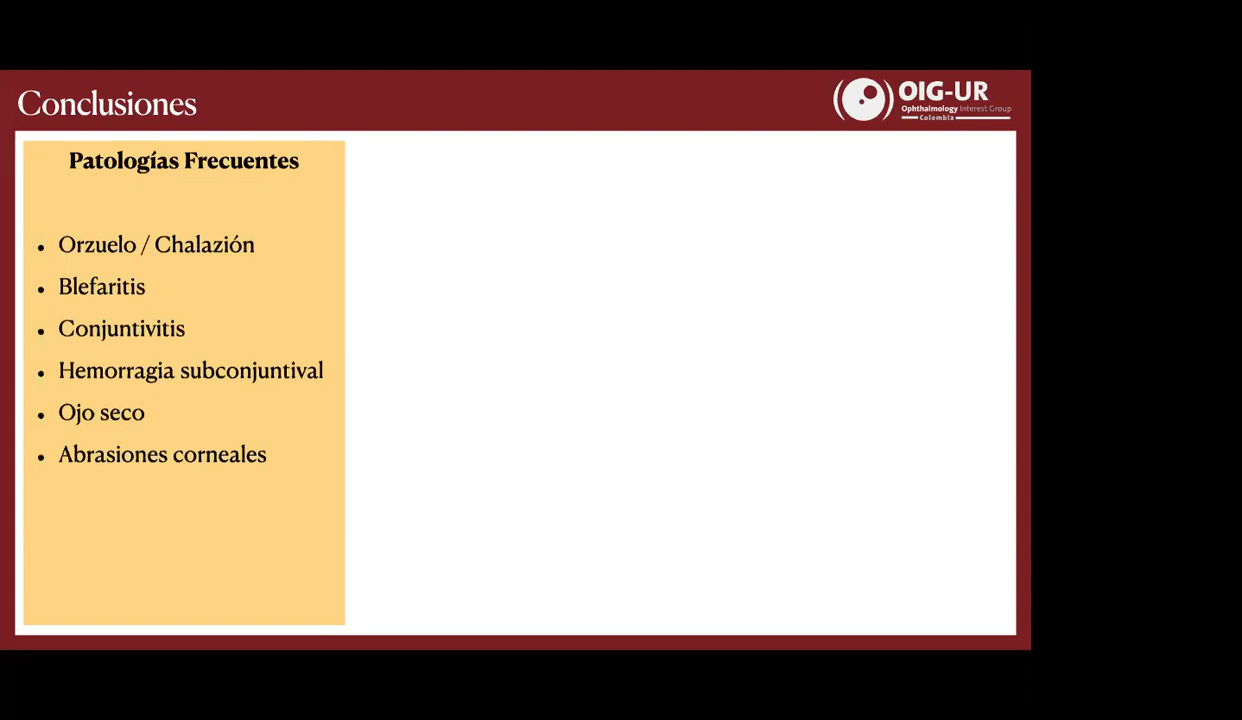 Conclusiones
OIG-UR
Ophthalmology Interest Group
Colombia
Patologías Frecuentes
• Orzuelo / Chalazión
• Blefaritis
• Conjuntivitis
• Hemorragia subconjuntival
• Ojo seco
• Abrasiones corneales